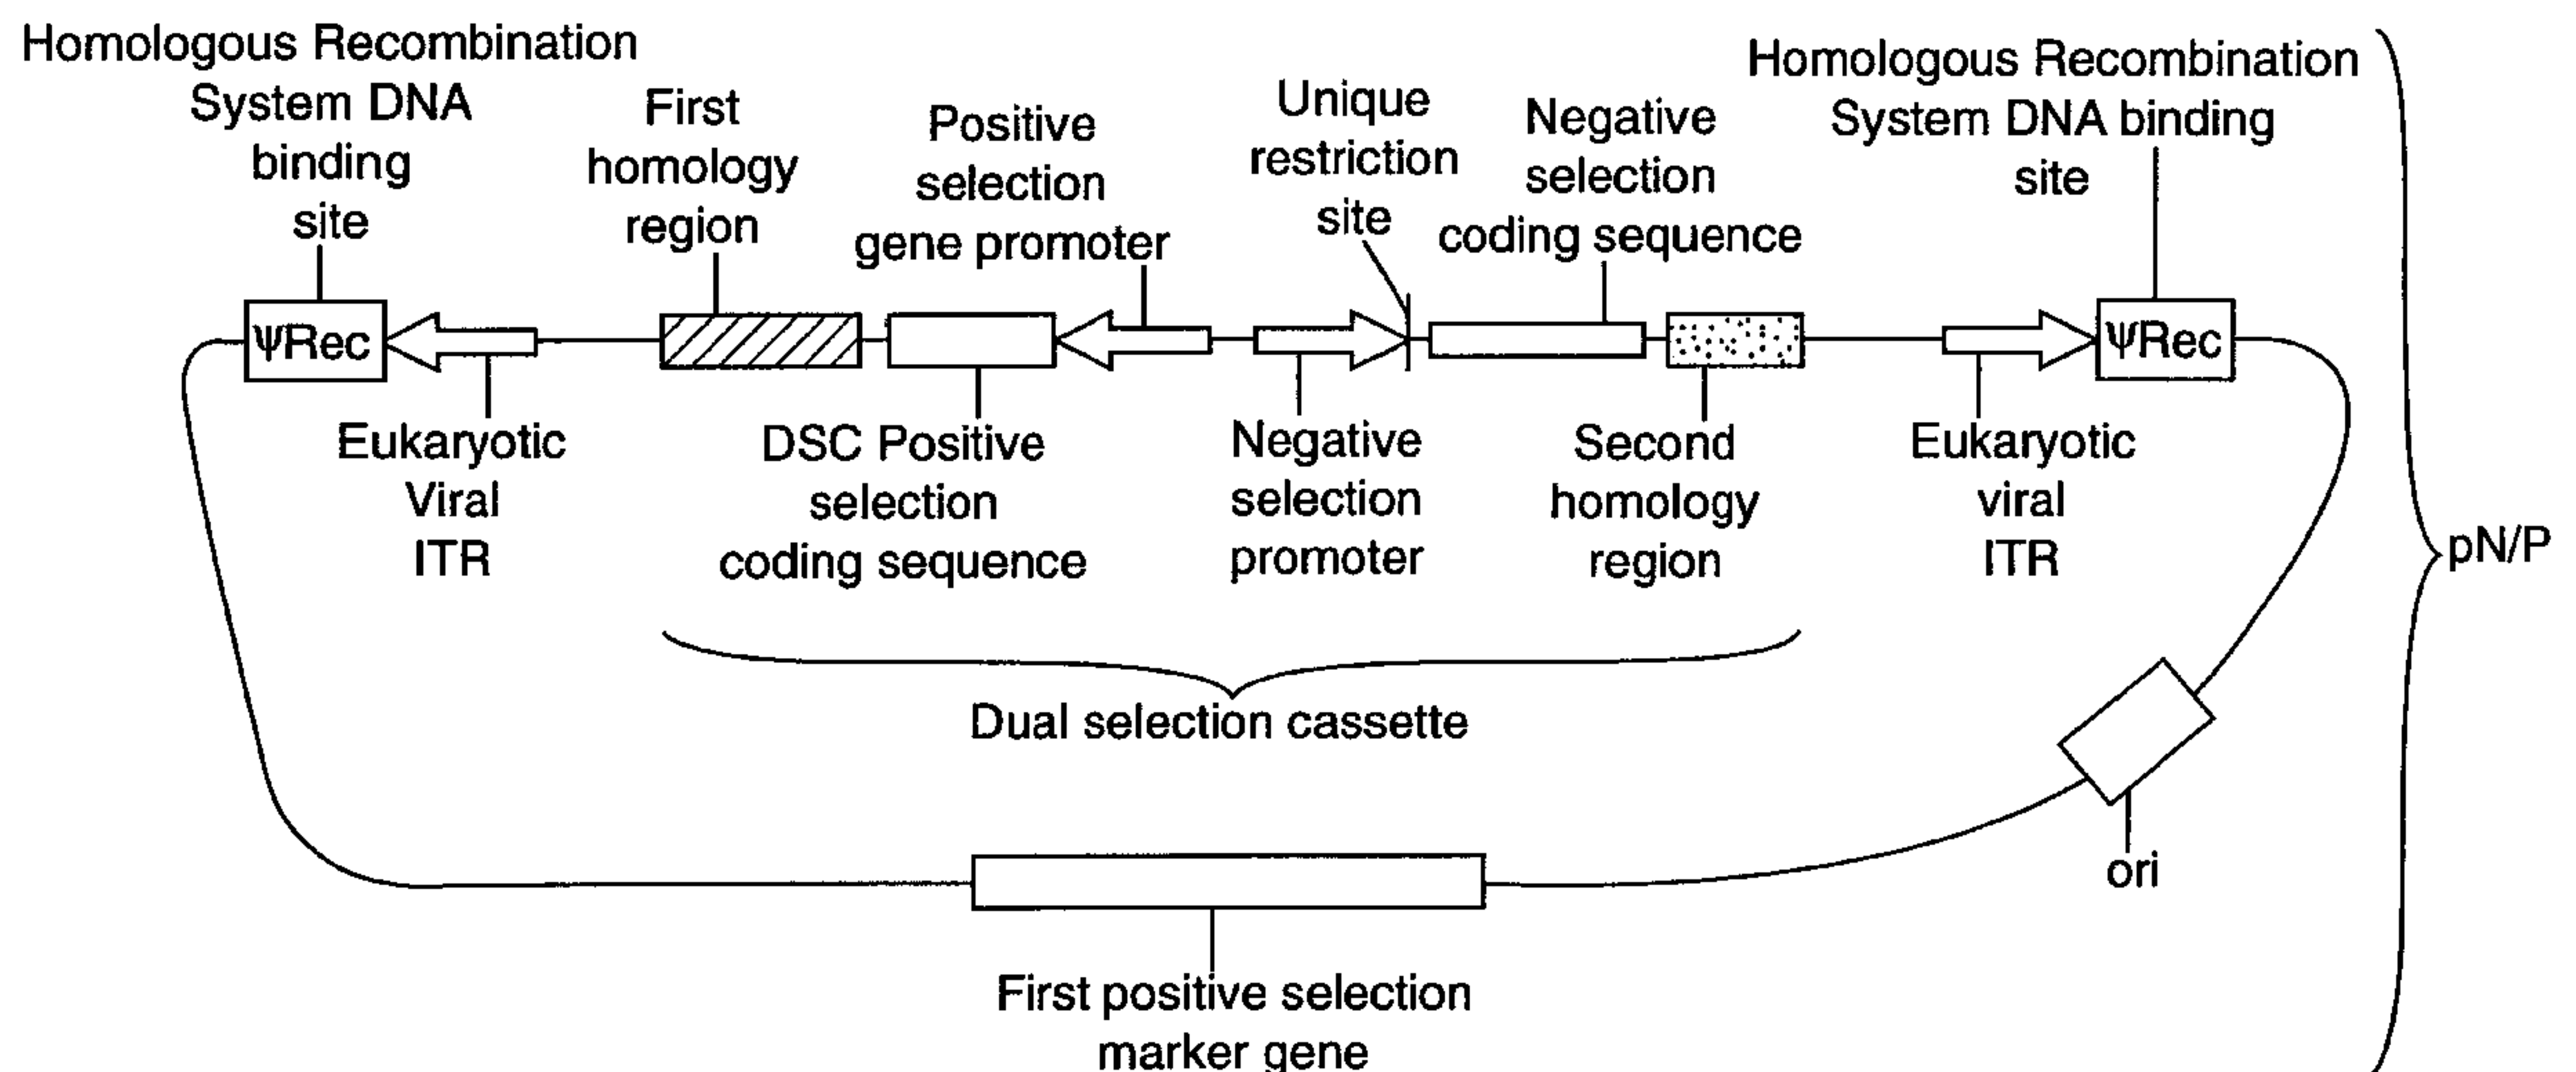 Homologous Recombination
System DNA
binding
site
First
homology
region
Positive
selection
gene promoter
Unique
restriction
site
Negative
selection
coding sequence
Homologous Recombination
System DNA binding
site
ΨRec
ΨRec
Eukaryotic
Viral
ITR
DSC Positive
selection
coding sequence
Negative
selection
promoter
Second
homology
region
Eukaryotic
viral
ITR
pN/P
Dual selection cassette
ori
First positive selection
marker gene